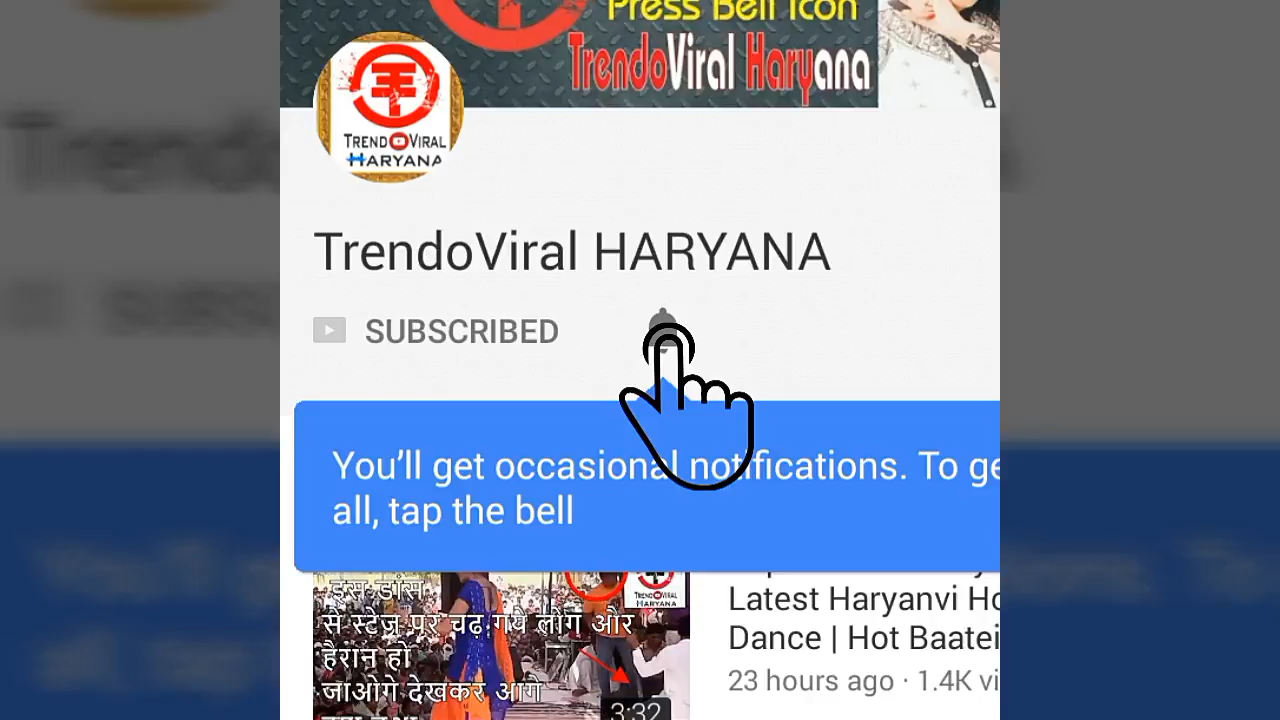 Press Bell Icon
TrendoViral Haryana
TREND VIRAL
HARYANA
TrendoViral HARYANA
SUBSCRIBED
You'll get occasional notifications. To ge
all, tap the bell
इस डांस
से स्टेज पर चढ़ गये लोग और
हैरान हो
जाओगे देखकर आगे
TREND VIRAL
HARYANA
3:32
Latest Haryanvi Ho
Dance | Hot Baatei
23 hours ago · 1.4K vi